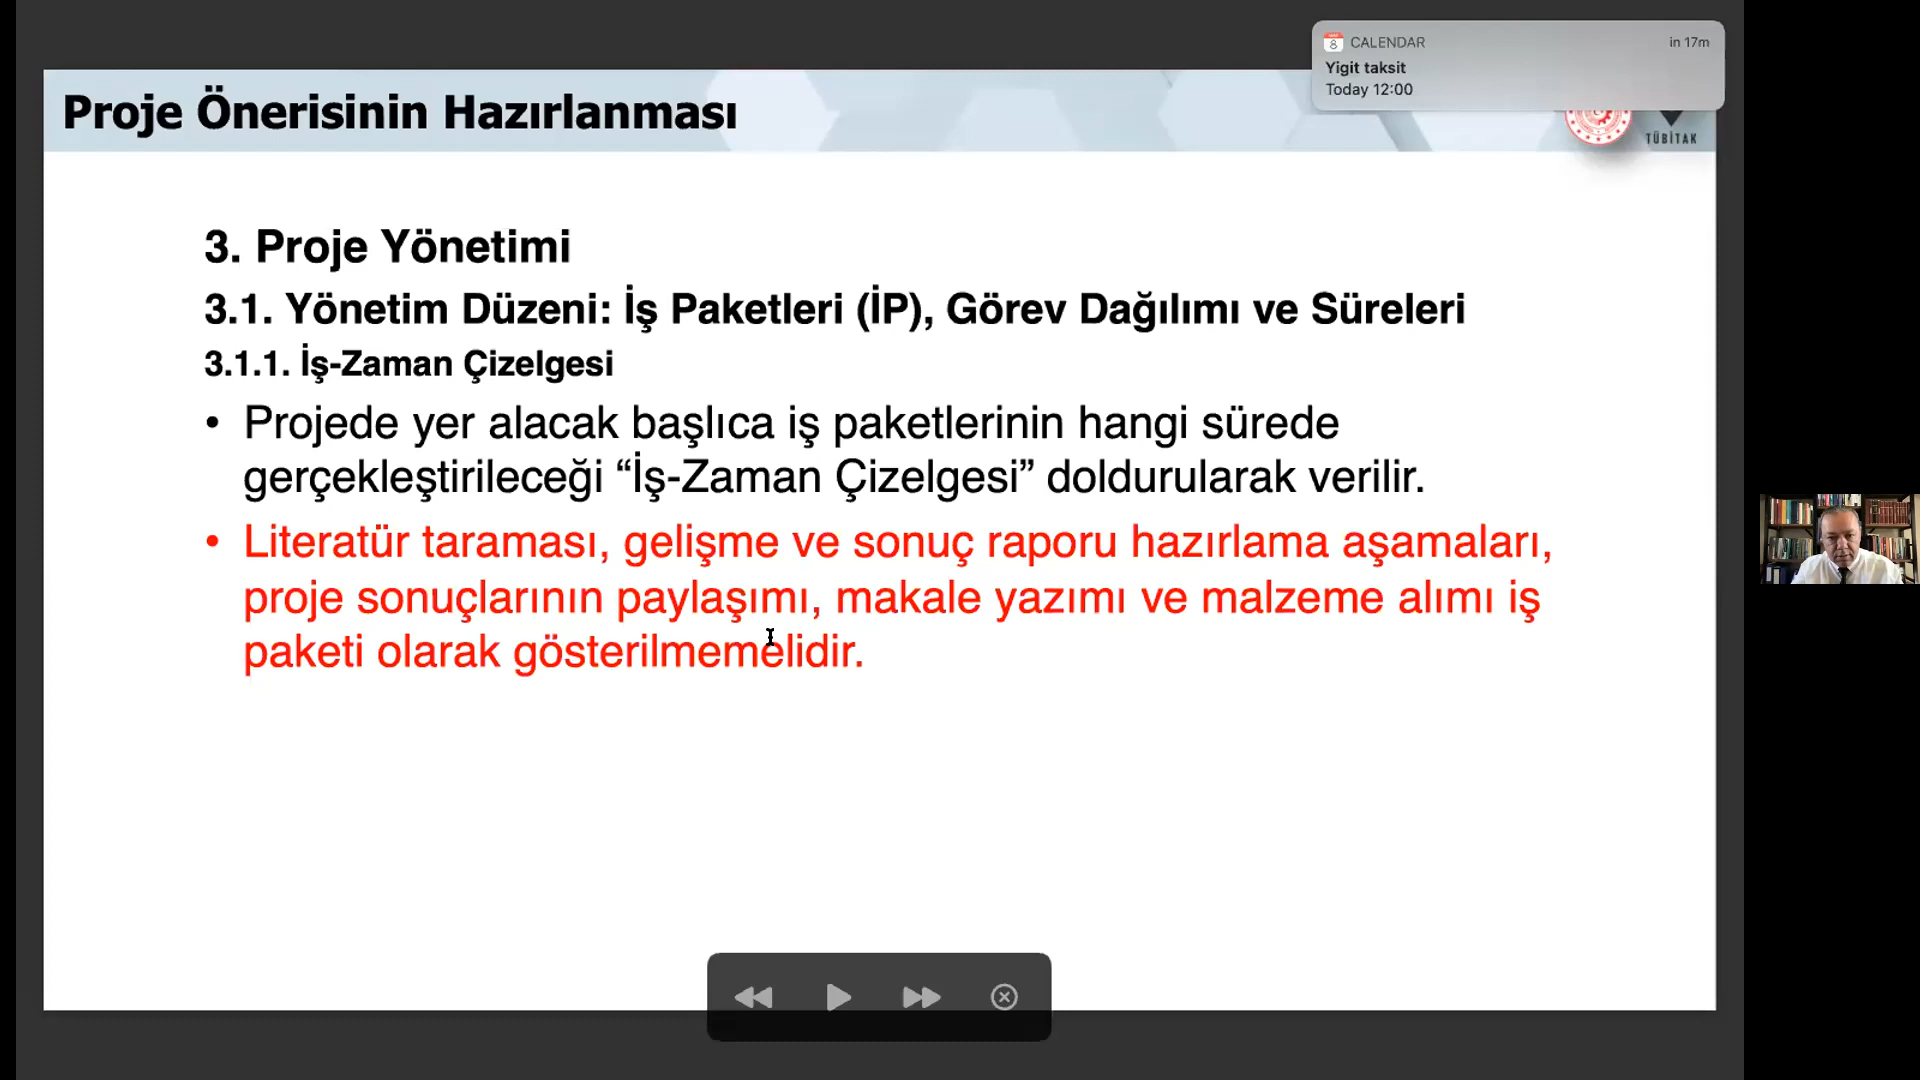 CALENDAR
in 17m
Yigit taksit
Today 12:00
8
Proje Önerisinin Hazırlanması
TÜBİTAK
3. Proje Yönetimi
3.1. Yönetim Düzeni: İş Paketleri (İP), Görev Dağılımı ve Süreleri
3.1.1. İş-Zaman Çizelgesi
• Projede yer alacak başlıca iş paketlerinin hangi sürede
gerçekleştirileceği “İş-Zaman Çizelgesi” doldurularak verilir.
• Literatür taraması, gelişme ve sonuç raporu hazırlama aşamaları,
proje sonuçlarının paylaşımı, makale yazımı ve malzeme alımı iş
paketi olarak gösterilmemelidir.